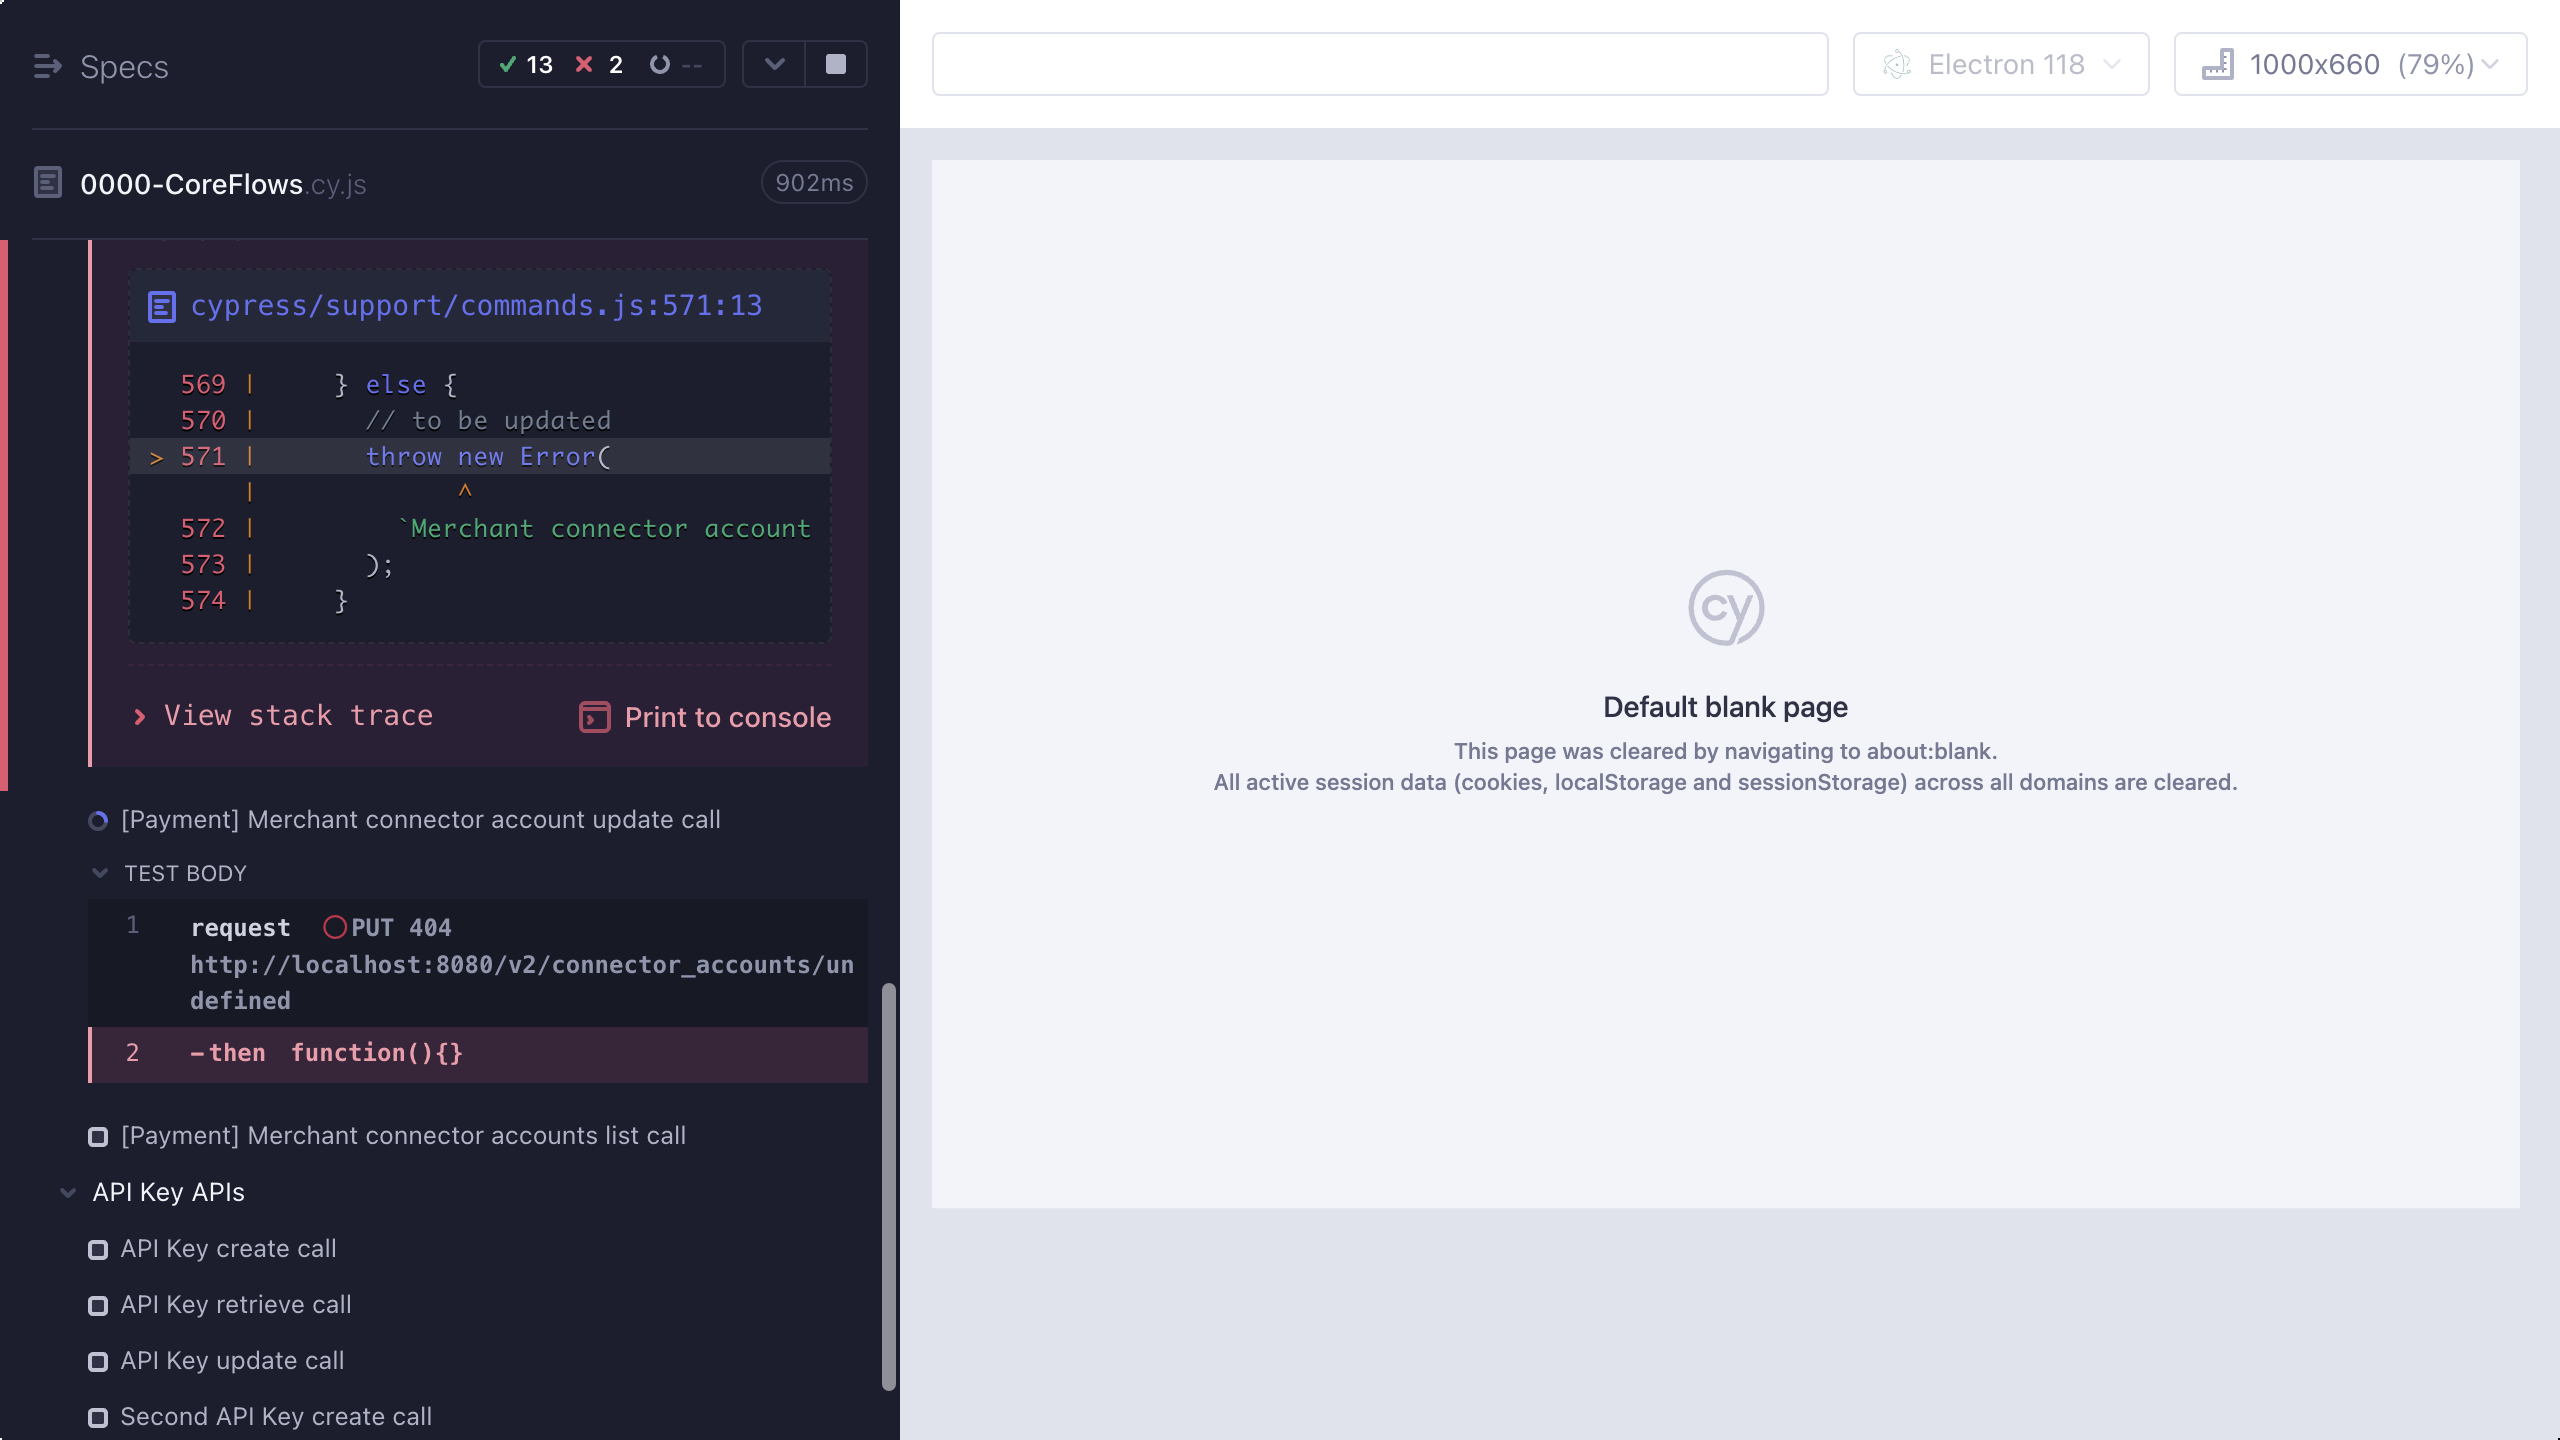 Specs
13 2 --
0000-CoreFlows.cy.js
902ms
cypress/support/commands.js:571:13
569 | } else {
570 | // to be updated
> 571 | throw new Error(
| ^
572 | `Merchant connector account
573 | );
574 | }
View stack trace
Print to console
[Payment] Merchant connector account update call
TEST BODY
1 request PUT 404
http://localhost:8080/v2/connector_accounts/un
defined
2 -then function(){}
[Payment] Merchant connector accounts list call
API Key APIs
API Key create call
API Key retrieve call
API Key update call
Second API Key create call
Electron 118
1000x660 (79%)
cy
Default blank page
This page was cleared by navigating to about:blank.
All active session data (cookies, localStorage and sessionStorage) across all domains are cleared.